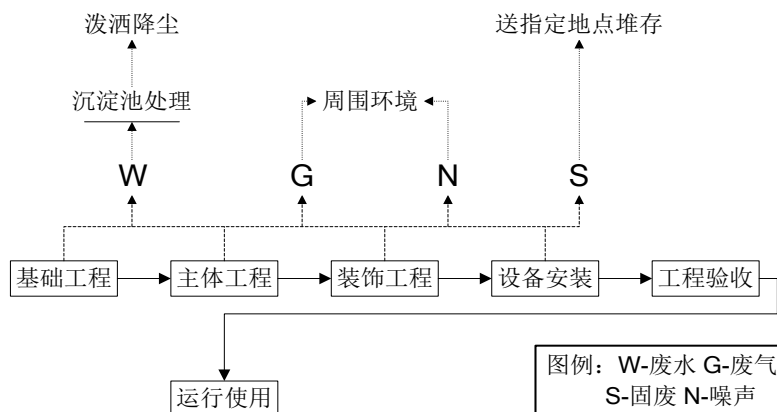 泼洒降尘 送指定地点堆存
沉淀池处理 周围环境
W G N S
基础工程 主体工程 装饰工程 设备安装 工程验收
图例：W-废水 G-废气
S-固废 N-噪声
运行使用